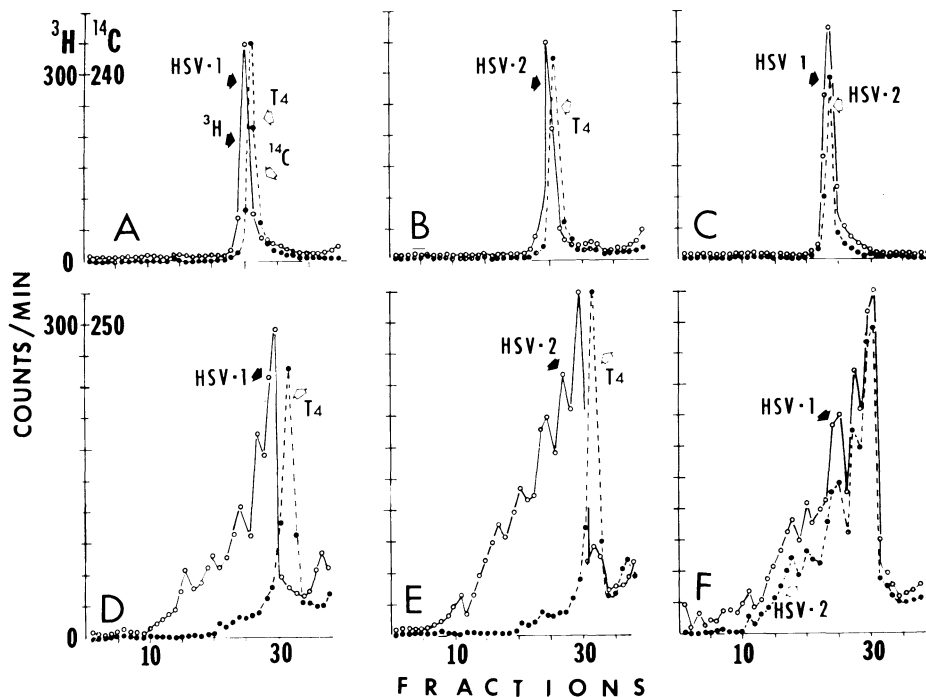 ³H ¹⁴C
300 240
0
HSV·1
T4
³H
¹⁴C
A
HSV·2
T4
B
HSV 1
HSV·2
C
COUNTS/MIN
300 250
0
HSV·1
T4
D
HSV·2
T4
E
HSV·1
HSV·2
F
10 30 10 30 10 30
FRACTIONS